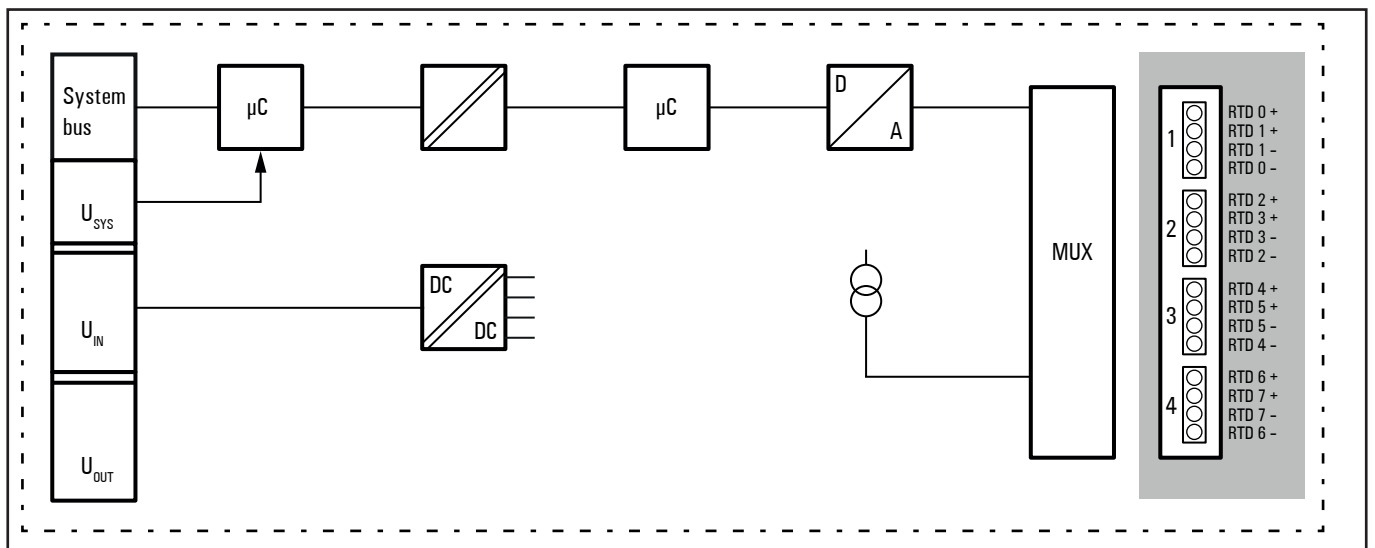 System
bus
U_SYS
U_IN
U_OUT
µC
µC
D
A
DC
DC
MUX
1
RTD 0 +
RTD 1 +
RTD 1 –
RTD 0 –
2
RTD 2 +
RTD 3 +
RTD 3 –
RTD 2 –
3
RTD 4 +
RTD 5 +
RTD 5 –
RTD 4 –
4
RTD 6 +
RTD 7 +
RTD 7 –
RTD 6 –